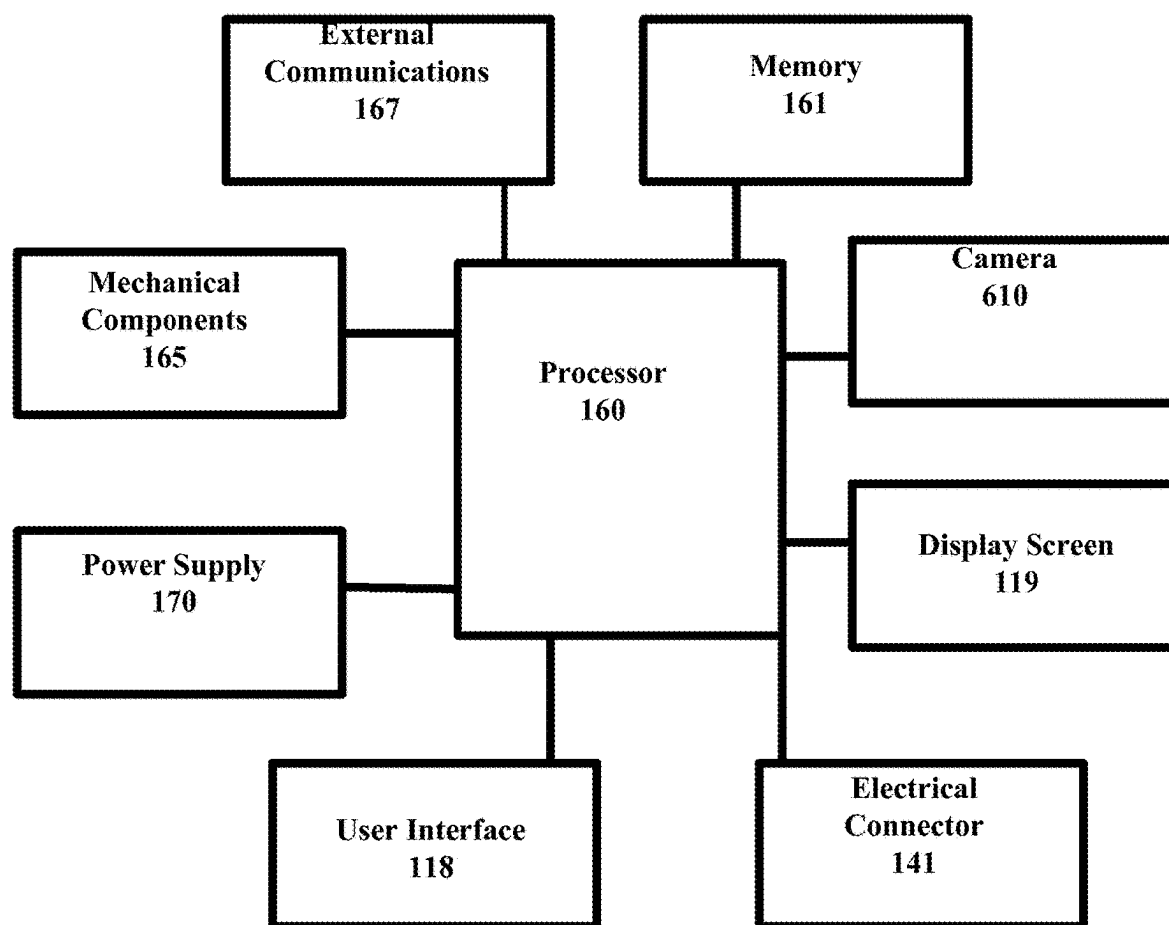 External
Communications
167
Memory
161
Mechanical
Components
165
Camera
610
Processor
160
Power Supply
170
Display Screen
119
User Interface
118
Electrical
Connector
141